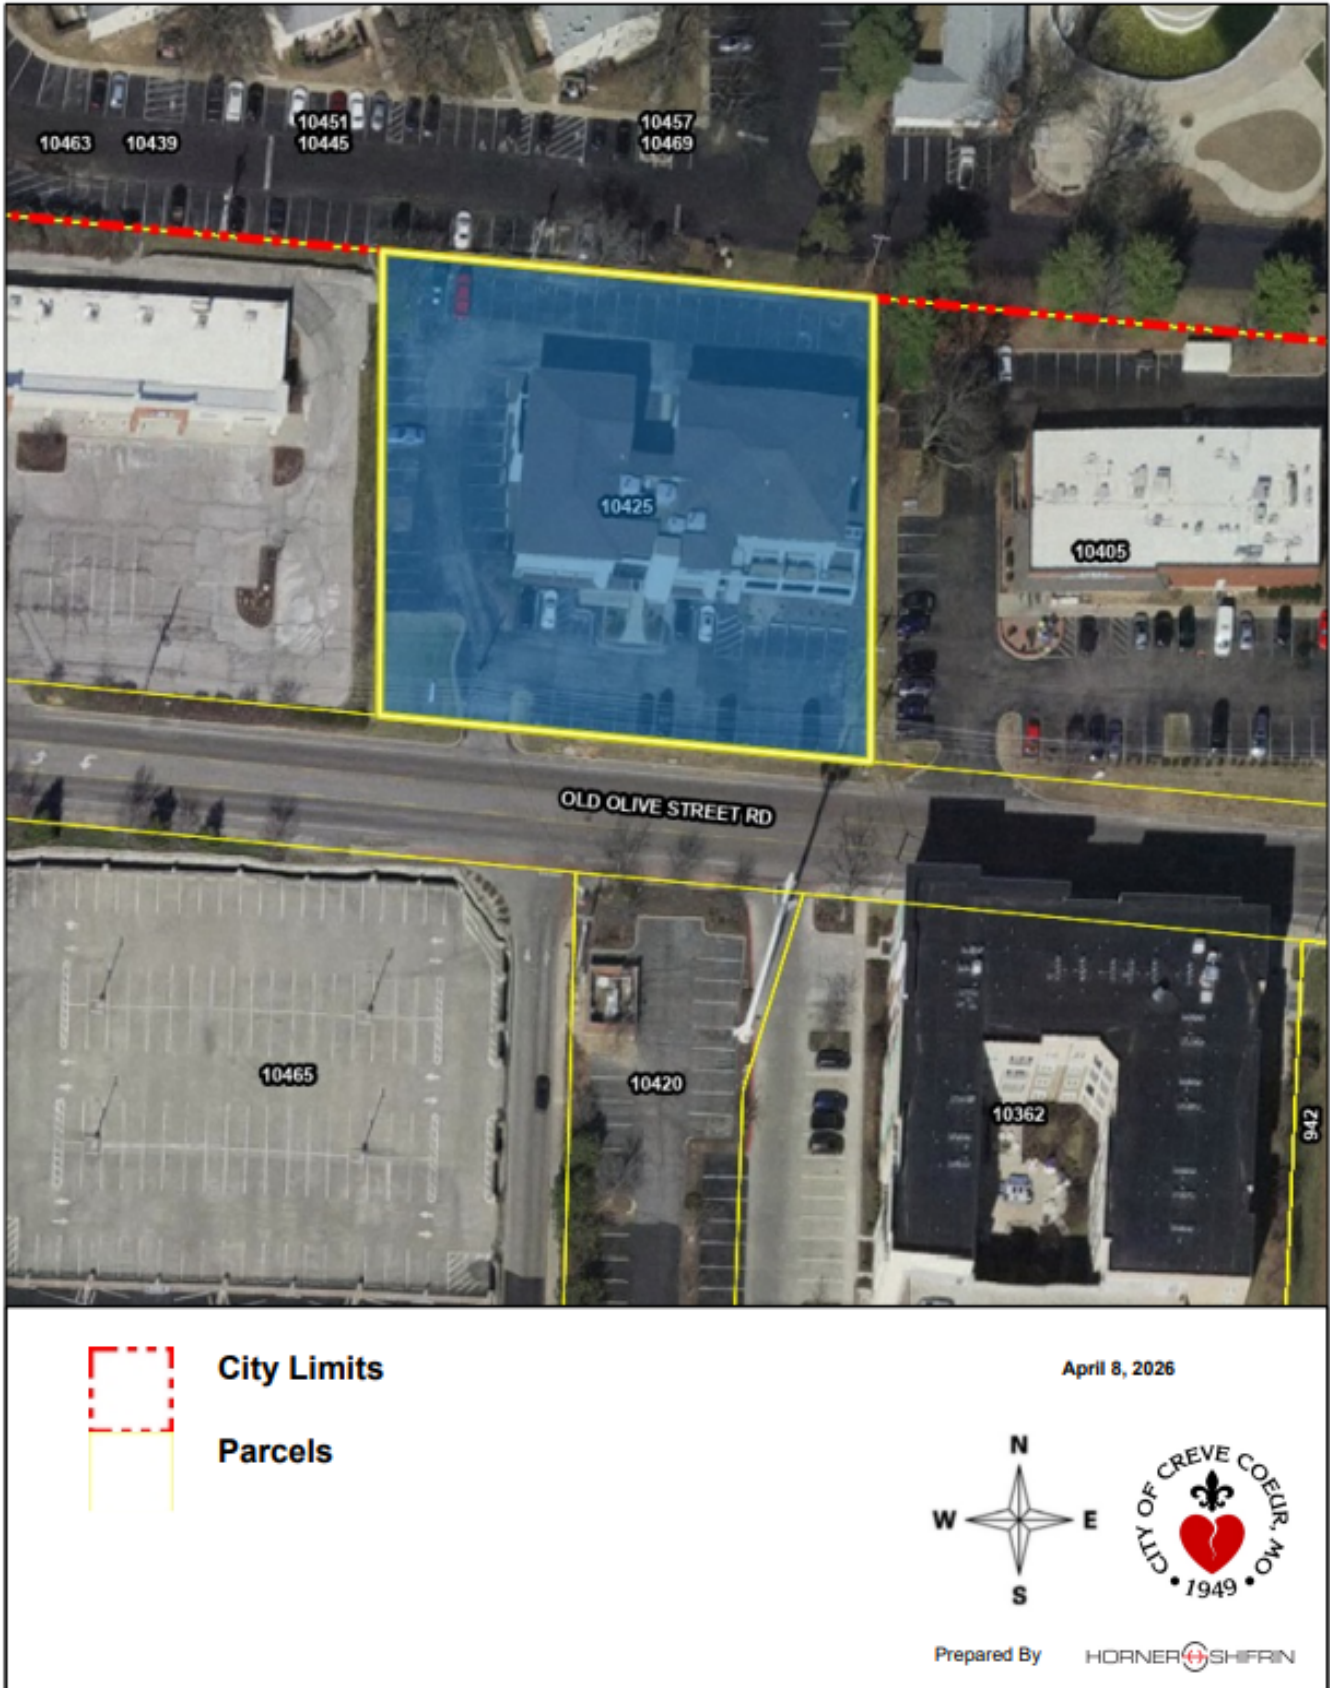 10451
10457
10463
10439
10445
10469
10425
10405
OLD OLIVE STREET RD
10465
10420
10362
942
City Limits
April 8, 2026
Parcels
N
W
E
S
CITY OF CREVE COEUR, MO
• 1949 •
Prepared By
HORNER SHIFRIN